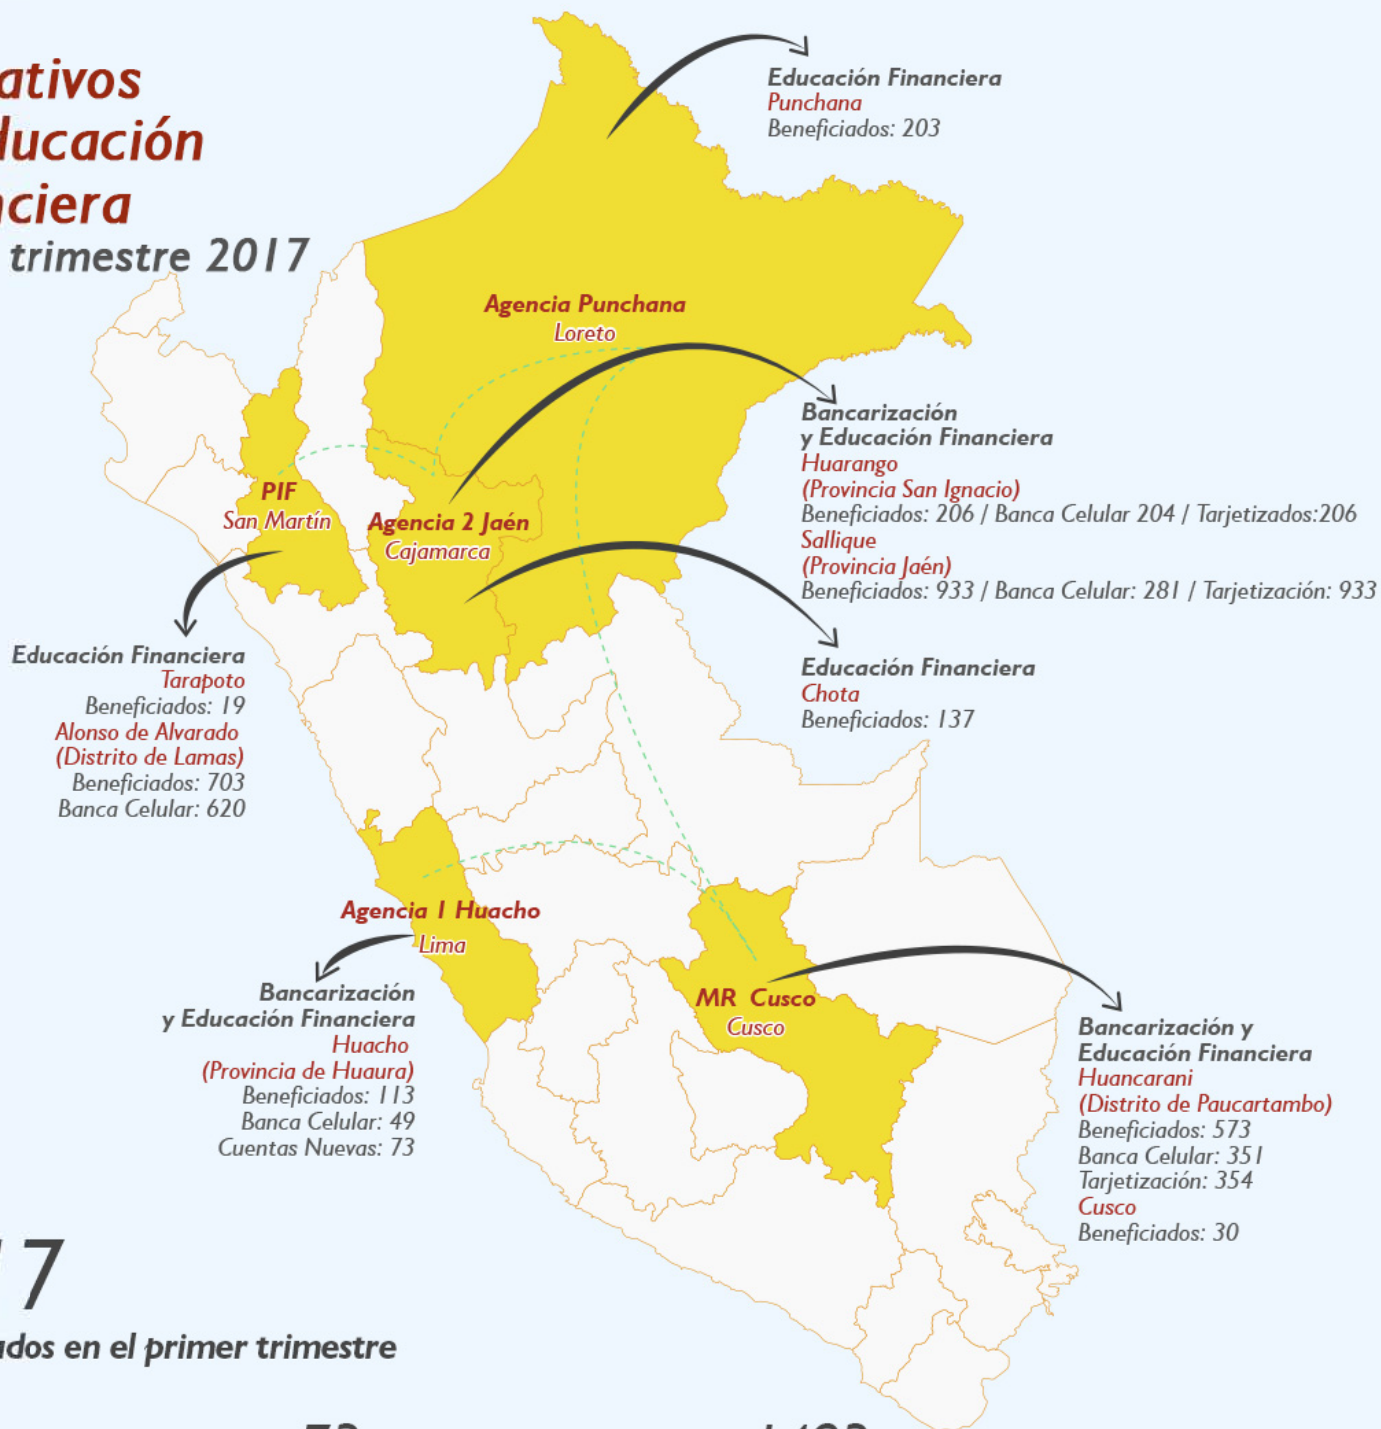 ativos
ducación
nciera
trimestre 2017
Educación Financiera
Punchana
Beneficiados: 203
Agencia Punchana
Loreto
Bancarización
y Educación Financiera
Huarango
(Provincia San Ignacio)
Beneficiados: 206 / Banca Celular 204 / Tarjetizados:206
Sallique
(Provincia Jaén)
Beneficiados: 933 / Banca Celular: 281 / Tarjetización: 933
PIF
San Martín
Agencia 2 Jaén
Cajamarca
Educación Financiera
Tarapoto
Beneficiados: 19
Alonso de Alvarado
(Distrito de Lamas)
Beneficiados: 703
Banca Celular: 620
Educación Financiera
Chota
Beneficiados: 137
Agencia 1 Huacho
Lima
Bancarización
y Educación Financiera
Huacho
(Provincia de Huaura)
Beneficiados: 113
Banca Celular: 49
Cuentas Nuevas: 73
MR Cusco
Cusco
Bancarización y
Educación Financiera
Huancarani
(Distrito de Paucartambo)
Beneficiados: 573
Banca Celular: 351
Tarjetización: 354
Cusco
Beneficiados: 30
17
ados en el primer trimestre